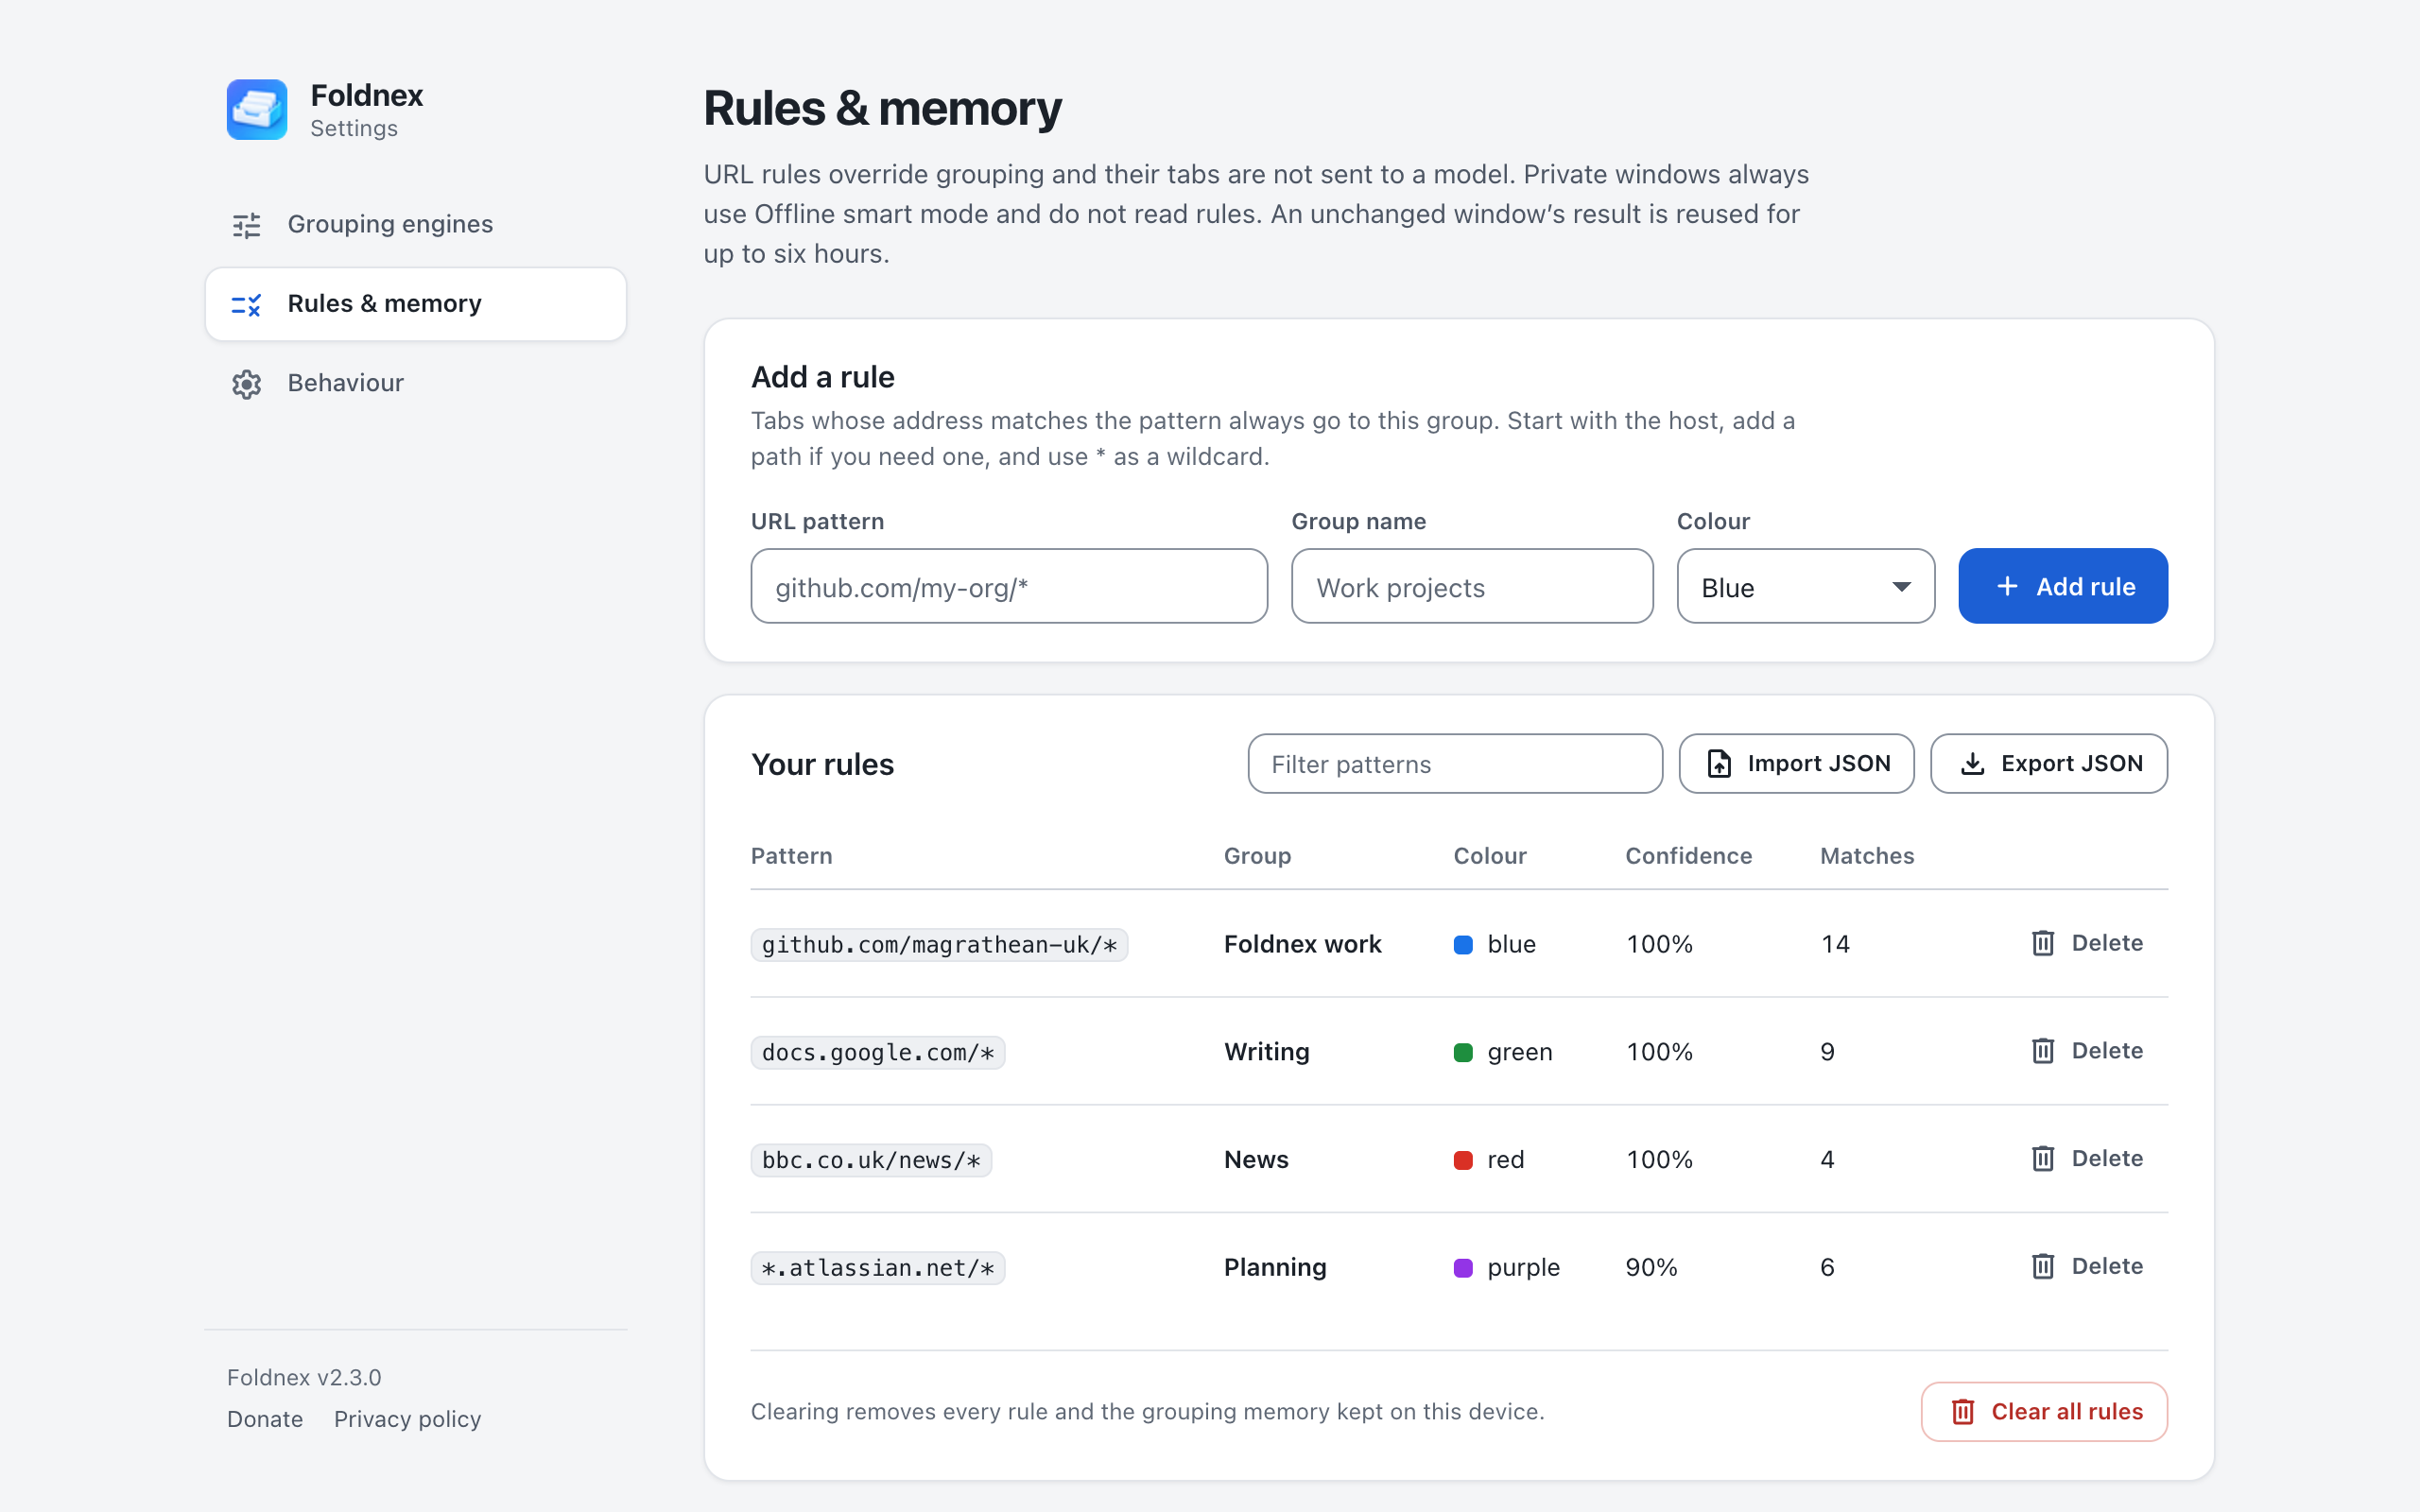 Foldnex
Settings
Grouping engines
Rules & memory
Behaviour
Foldnex v2.3.0
Donate Privacy policy
Rules & memory
URL rules override grouping and their tabs are not sent to a model. Private windows always
use Offline smart mode and do not read rules. An unchanged window’s result is reused for
up to six hours.
Add a rule
Tabs whose address matches the pattern always go to this group. Start with the host, add a
path if you need one, and use * as a wildcard.
URL pattern Group name Colour
github.com/my-org/* Work projects Blue Add rule
Your rules Filter patterns Import JSON Export JSON
Pattern Group Colour Confidence Matches
github.com/magrathean-uk/* Foldnex work blue 100% 14 Delete
docs.google.com/* Writing green 100% 9 Delete
bbc.co.uk/news/* News red 100% 4 Delete
*.atlassian.net/* Planning purple 90% 6 Delete
Clearing removes every rule and the grouping memory kept on this device. Clear all rules